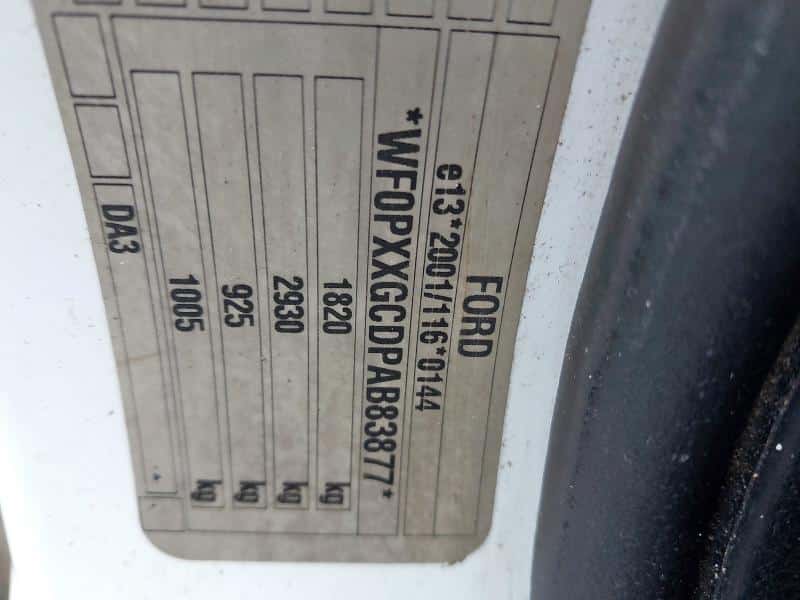 FORD
e13*2001/116*0144
*WF0PXXGCDPAB83877*
1820 kg
2930 kg
925 kg
1005 kg
DA3